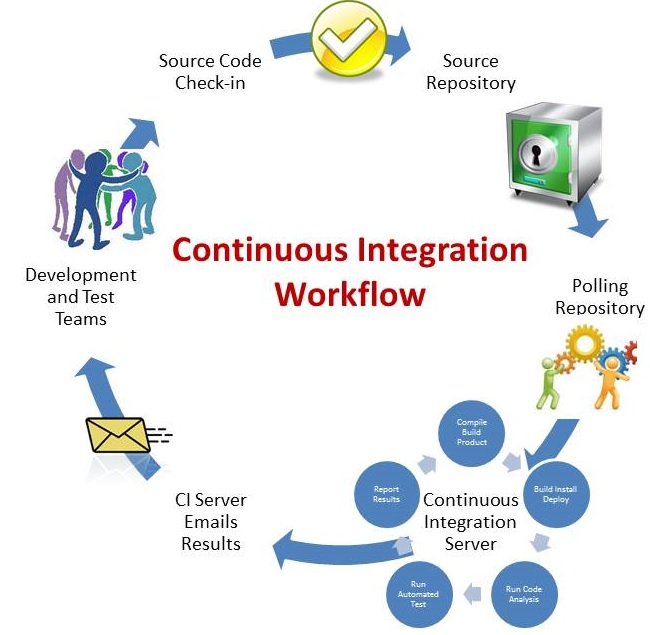 Source Code
Check-in
Source
Repository
Continuous Integration
Workflow
Development
and Test
Teams
Polling
Repository
Compile
Build
Product
Report
Results
Continuous
Integration
Server
Build Install
Deploy
CI Server
Emails
Results
Run
Automated
Test
Run Code
Analysis